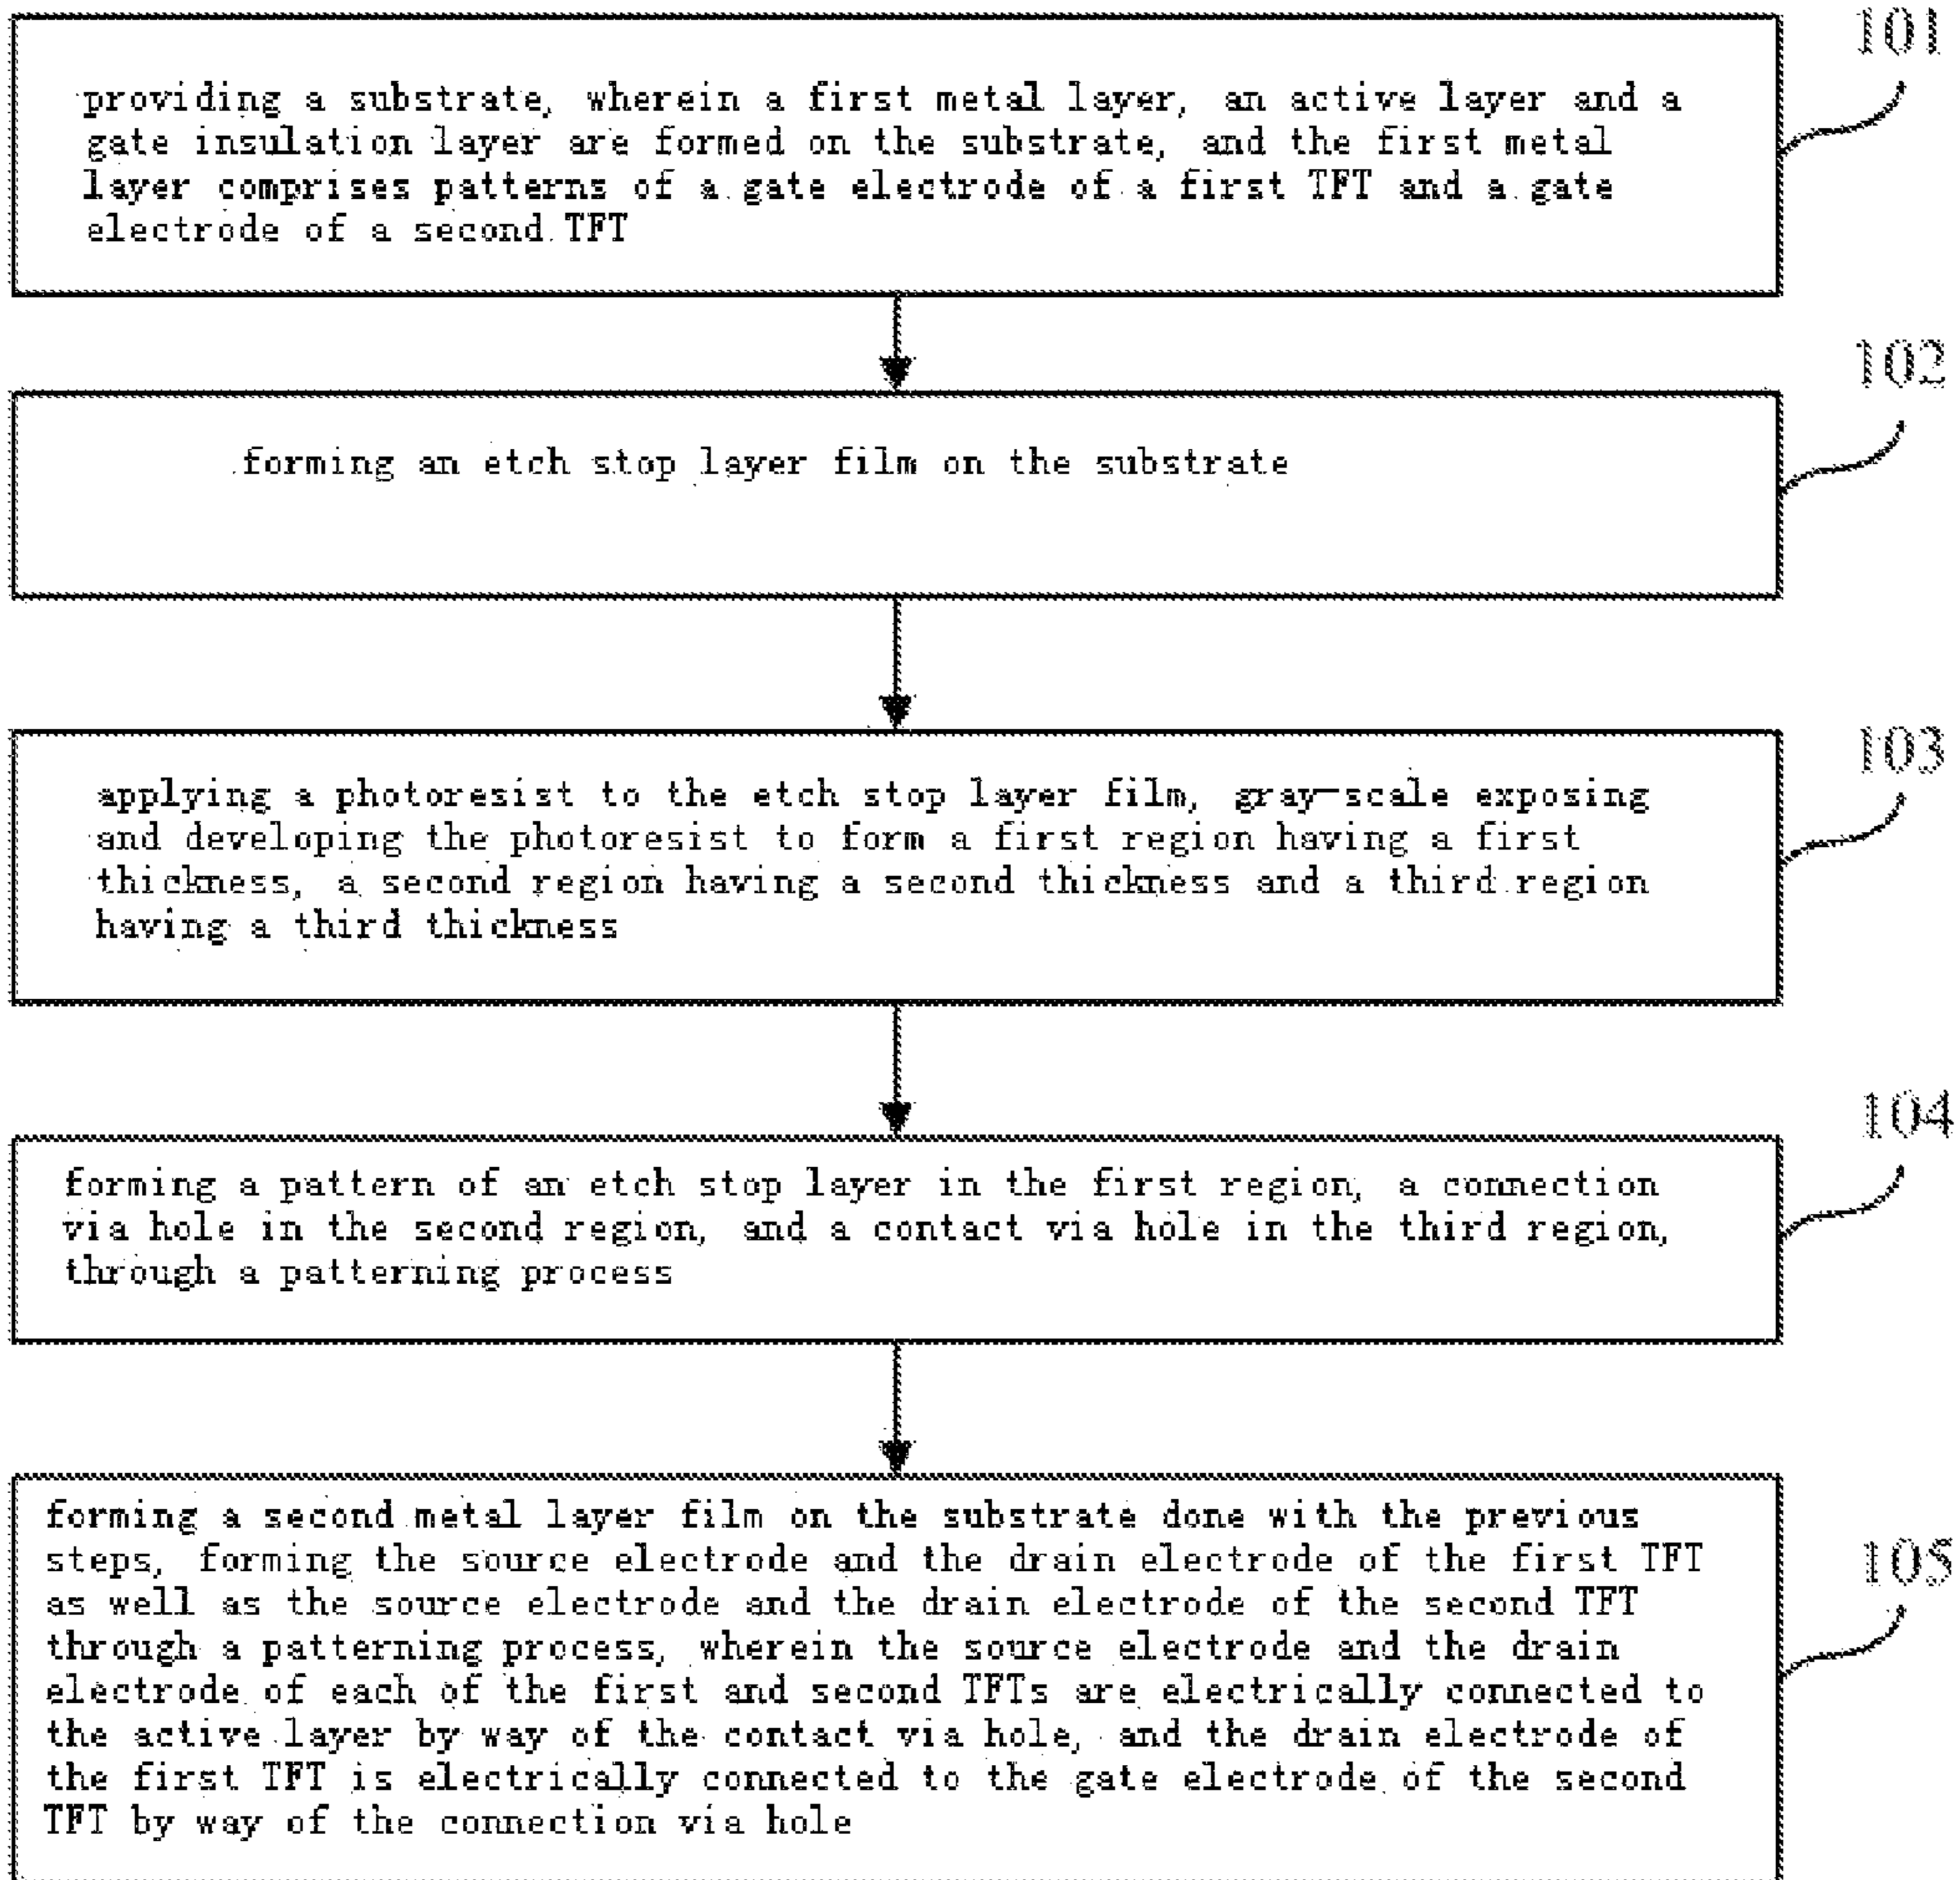 101
providing a substrate, wherein a first metal layer, an active layer and a
gate insulation layer are formed on the substrate, and the first metal
layer comprises patterns of a gate electrode of a first TFT and a gate
electrode of a second TFT
102
forming an etch stop layer film on the substrate
103
applying a photoresist to the etch stop layer film, gray-scale exposing
and developing the photoresist to form a first region having a first
thickness, a second region having a second thickness and a third region
having a third thickness
104
forming a pattern of an etch stop layer in the first region, a connection
via hole in the second region, and a contact via hole in the third region,
through a patterning process
105
forming a second metal layer film on the substrate done with the previous
steps, forming the source electrode and the drain electrode of the first TFT
as well as the source electrode and the drain electrode of the second TFT
through a patterning process, wherein the source electrode and the drain
electrode of each of the first and second TFTs are electrically connected to
the active layer by way of the contact via hole, and the drain electrode of
the first TFT is electrically connected to the gate electrode of the second
TFT by way of the connection via hole